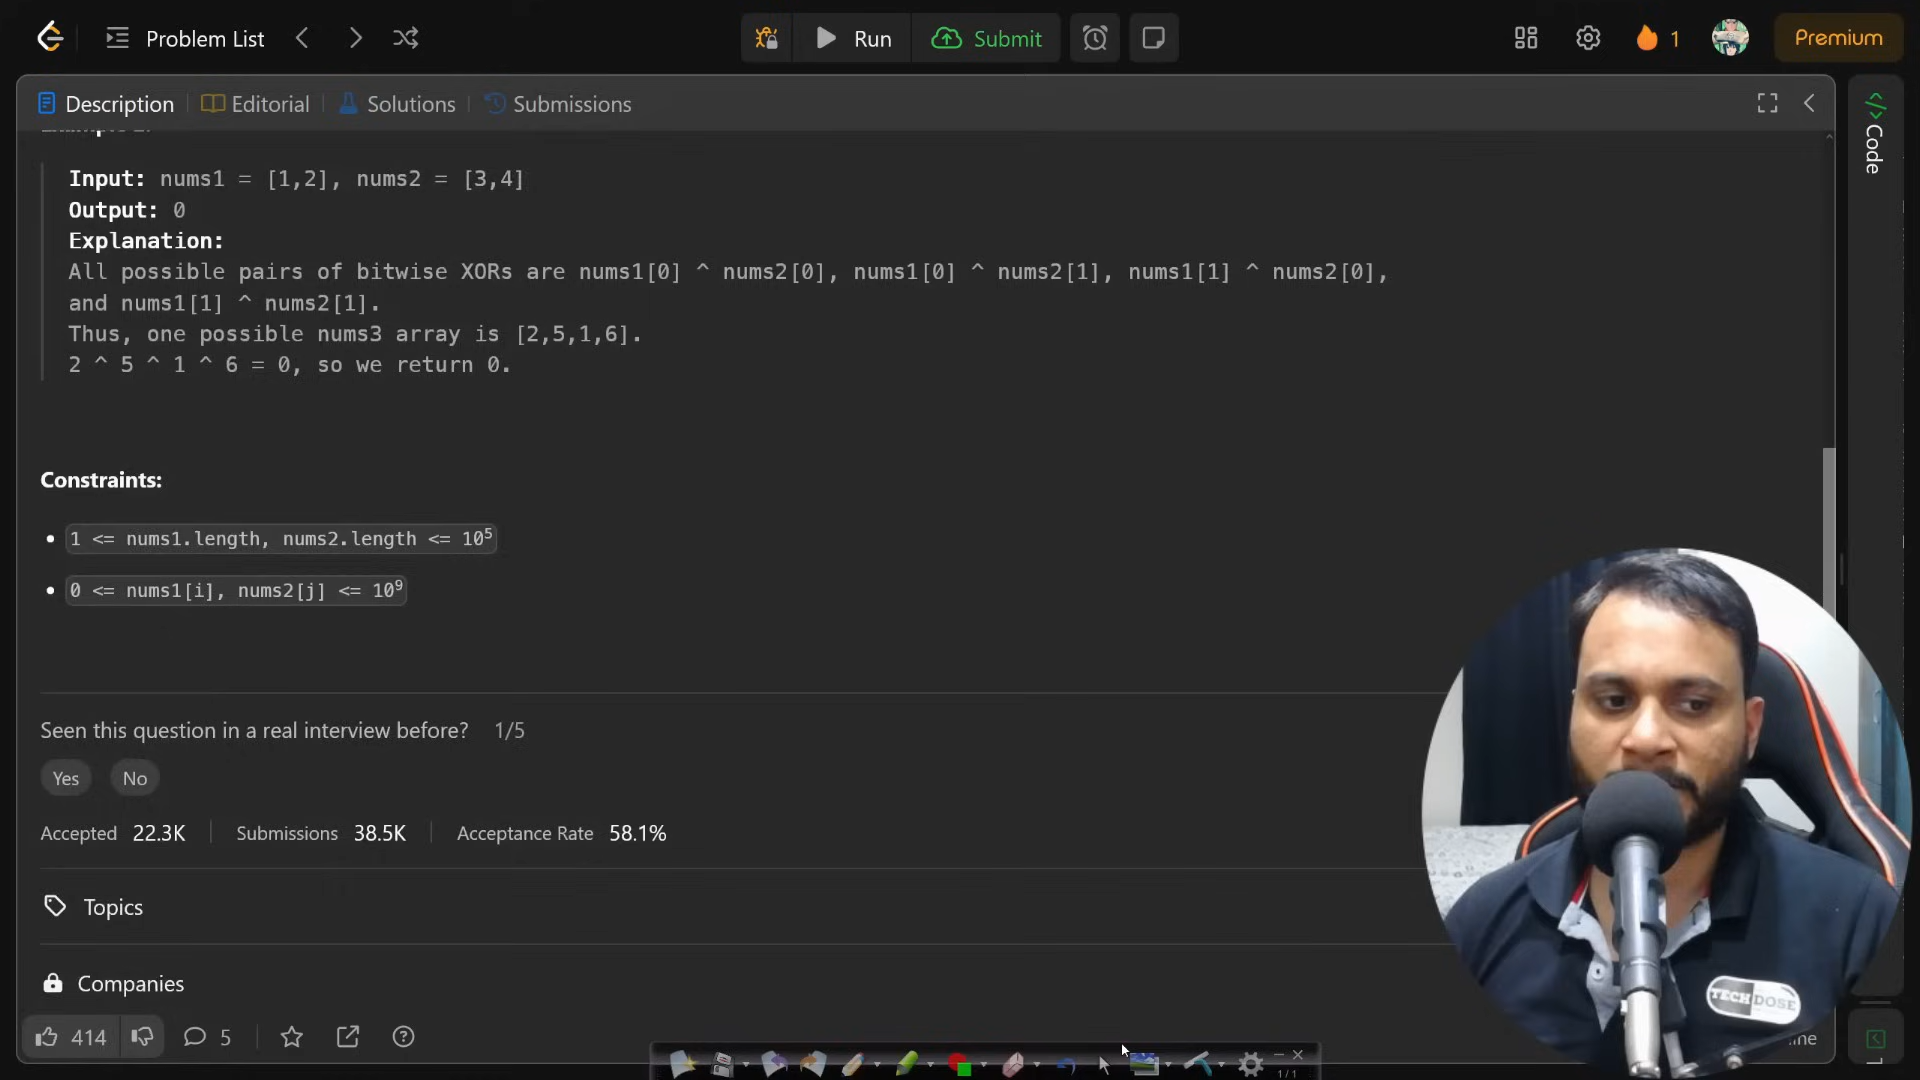 Problem List
Run
Submit
1
Premium
Description
Editorial
Solutions
Submissions
Code
Input: nums1 = [1,2], nums2 = [3,4]
Output: 0
Explanation:
All possible pairs of bitwise XORs are nums1[0] ^ nums2[0], nums1[0] ^ nums2[1], nums1[1] ^ nums2[0],
and nums1[1] ^ nums2[1].
Thus, one possible nums3 array is [2,5,1,6].
2 ^ 5 ^ 1 ^ 6 = 0, so we return 0.
Constraints:
• 1 <= nums1.length, nums2.length <= 10⁵
• 0 <= nums1[i], nums2[j] <= 10⁹
Seen this question in a real interview before? 1/5
Yes No
Accepted 22.3K Submissions 38.5K Acceptance Rate 58.1%
Topics
Companies
TECH DOSE
414
5
1/1